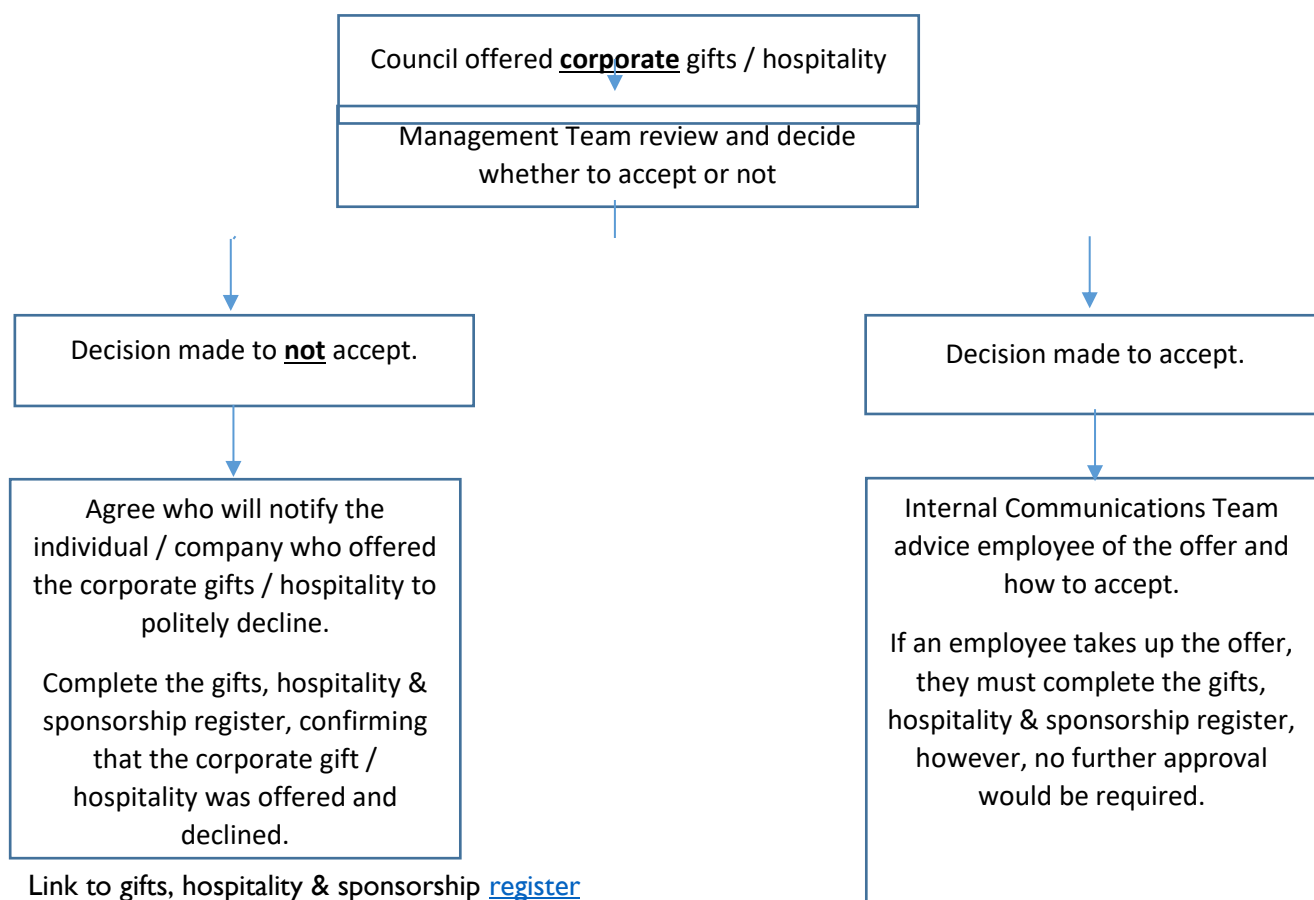 Council offered corporate gifts / hospitality
Management Team review and decide
whether to accept or not
Decision made to not accept.
Decision made to accept.
Agree who will notify the
individual / company who offered
the corporate gifts / hospitality to
politely decline.
Complete the gifts, hospitality &
sponsorship register, confirming
that the corporate gift /
hospitality was offered and
declined.
Internal Communications Team
advice employee of the offer and
how to accept.
If an employee takes up the offer,
they must complete the gifts,
hospitality & sponsorship register,
however, no further approval
would be required.
Link to gifts, hospitality & sponsorship register